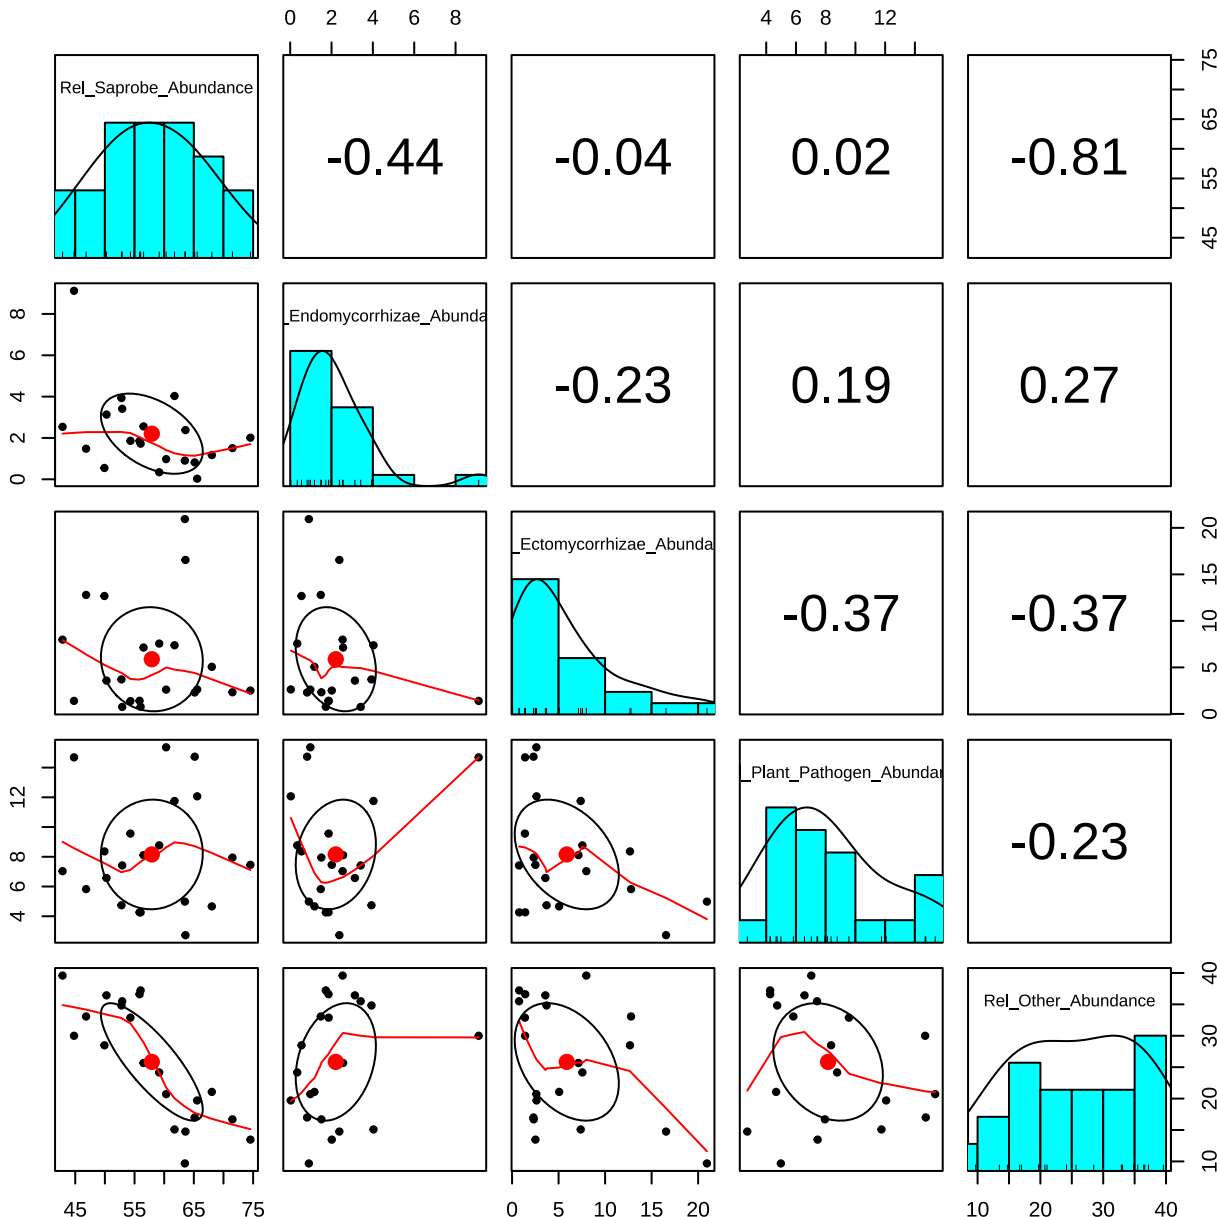 0 2 4 6 8
4 6 8 12
Rel_Saprobe_Abundance
-0.44
-0.04
0.02
-0.81
45 55 65 75
0 2 4 6 8
_Endomycorrhizae_Abunda
-0.23
0.19
0.27
_Ectomycorrhizae_Abunda
-0.37
-0.37
0 5 10 15 20
4 6 8 12
_Plant_Pathogen_Abundar
-0.23
Rel_Other_Abundance
10 20 30 40
45 55 65 75
0 5 10 15 20
10 20 30 40